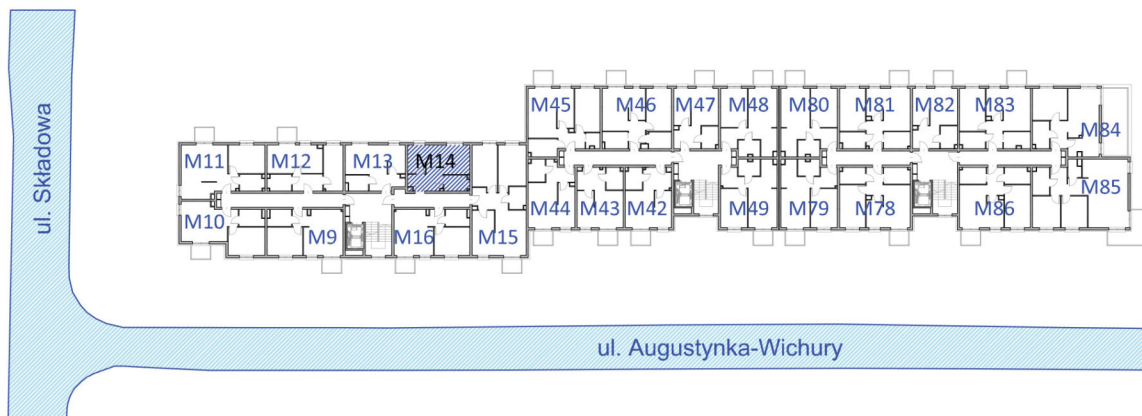 ul. Składowa
M45 M46 M47 M48 M80 M81 M82 M83
M84
M11 M12 M13 M14
M85
M10 M9 M16 M15 M44 M43 M42 M49 M79 M78 M86
ul. Augustynka-Wichury